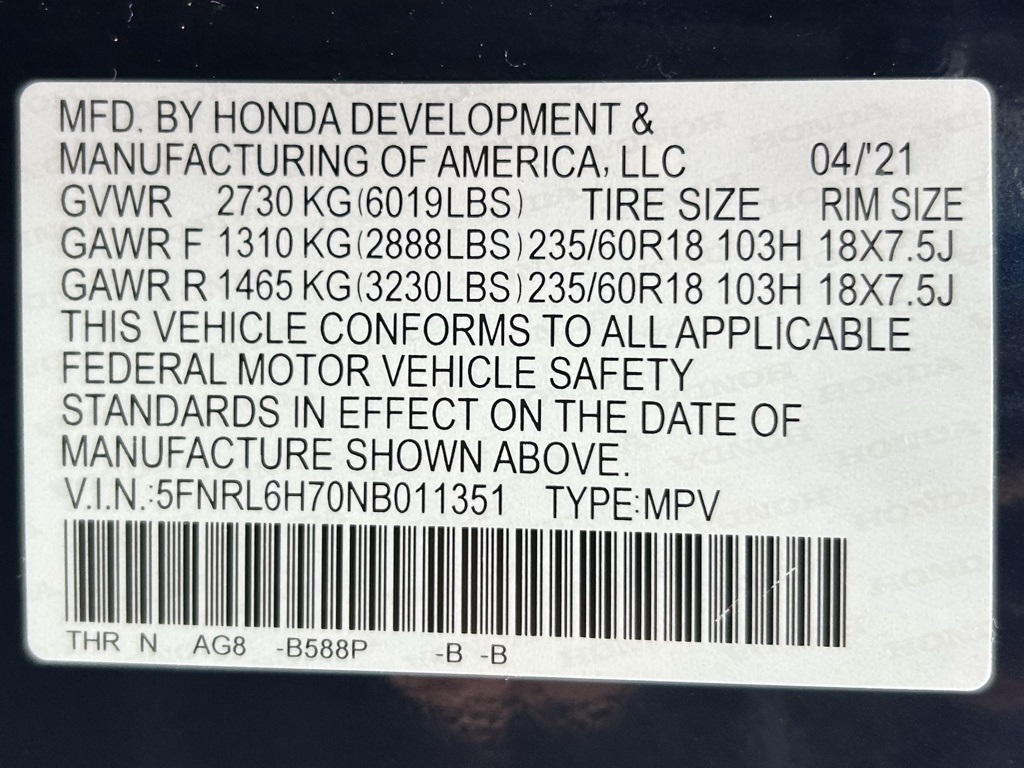 MFD. BY HONDA DEVELOPMENT &
MANUFACTURING OF AMERICA, LLC 04/'21
GVWR 2730 KG (6019LBS) TIRE SIZE RIM SIZE
GAWR F 1310 KG (2888LBS) 235/60R18 103H 18X7.5J
GAWR R 1465 KG (3230LBS) 235/60R18 103H 18X7.5J
THIS VEHICLE CONFORMS TO ALL APPLICABLE
FEDERAL MOTOR VEHICLE SAFETY
STANDARDS IN EFFECT ON THE DATE OF
MANUFACTURE SHOWN ABOVE.
V.I.N.:5FNRL6H70NB011351 TYPE:MPV
THR N AG8 -B588P -B -B